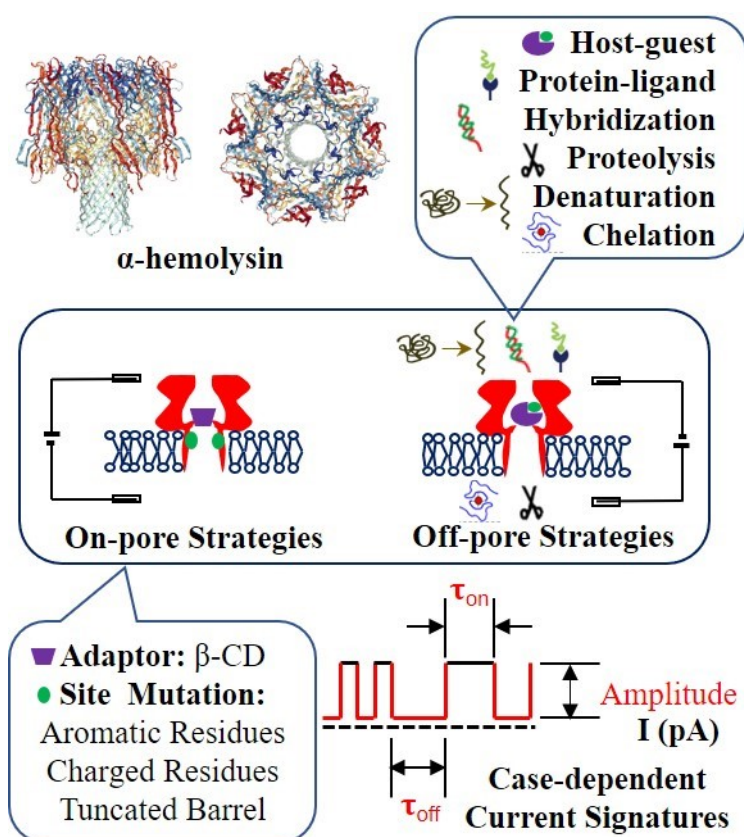 Host-guest
Protein-ligand
Hybridization
Proteolysis
Denaturation
Chelation
α-hemolysin
On-pore Strategies
Off-pore Strategies
Adaptor: β-CD
Site Mutation:
Aromatic Residues
Charged Residues
Tuncated Barrel
τon
τoff
Amplitude
I (pA)
Case-dependent
Current Signatures